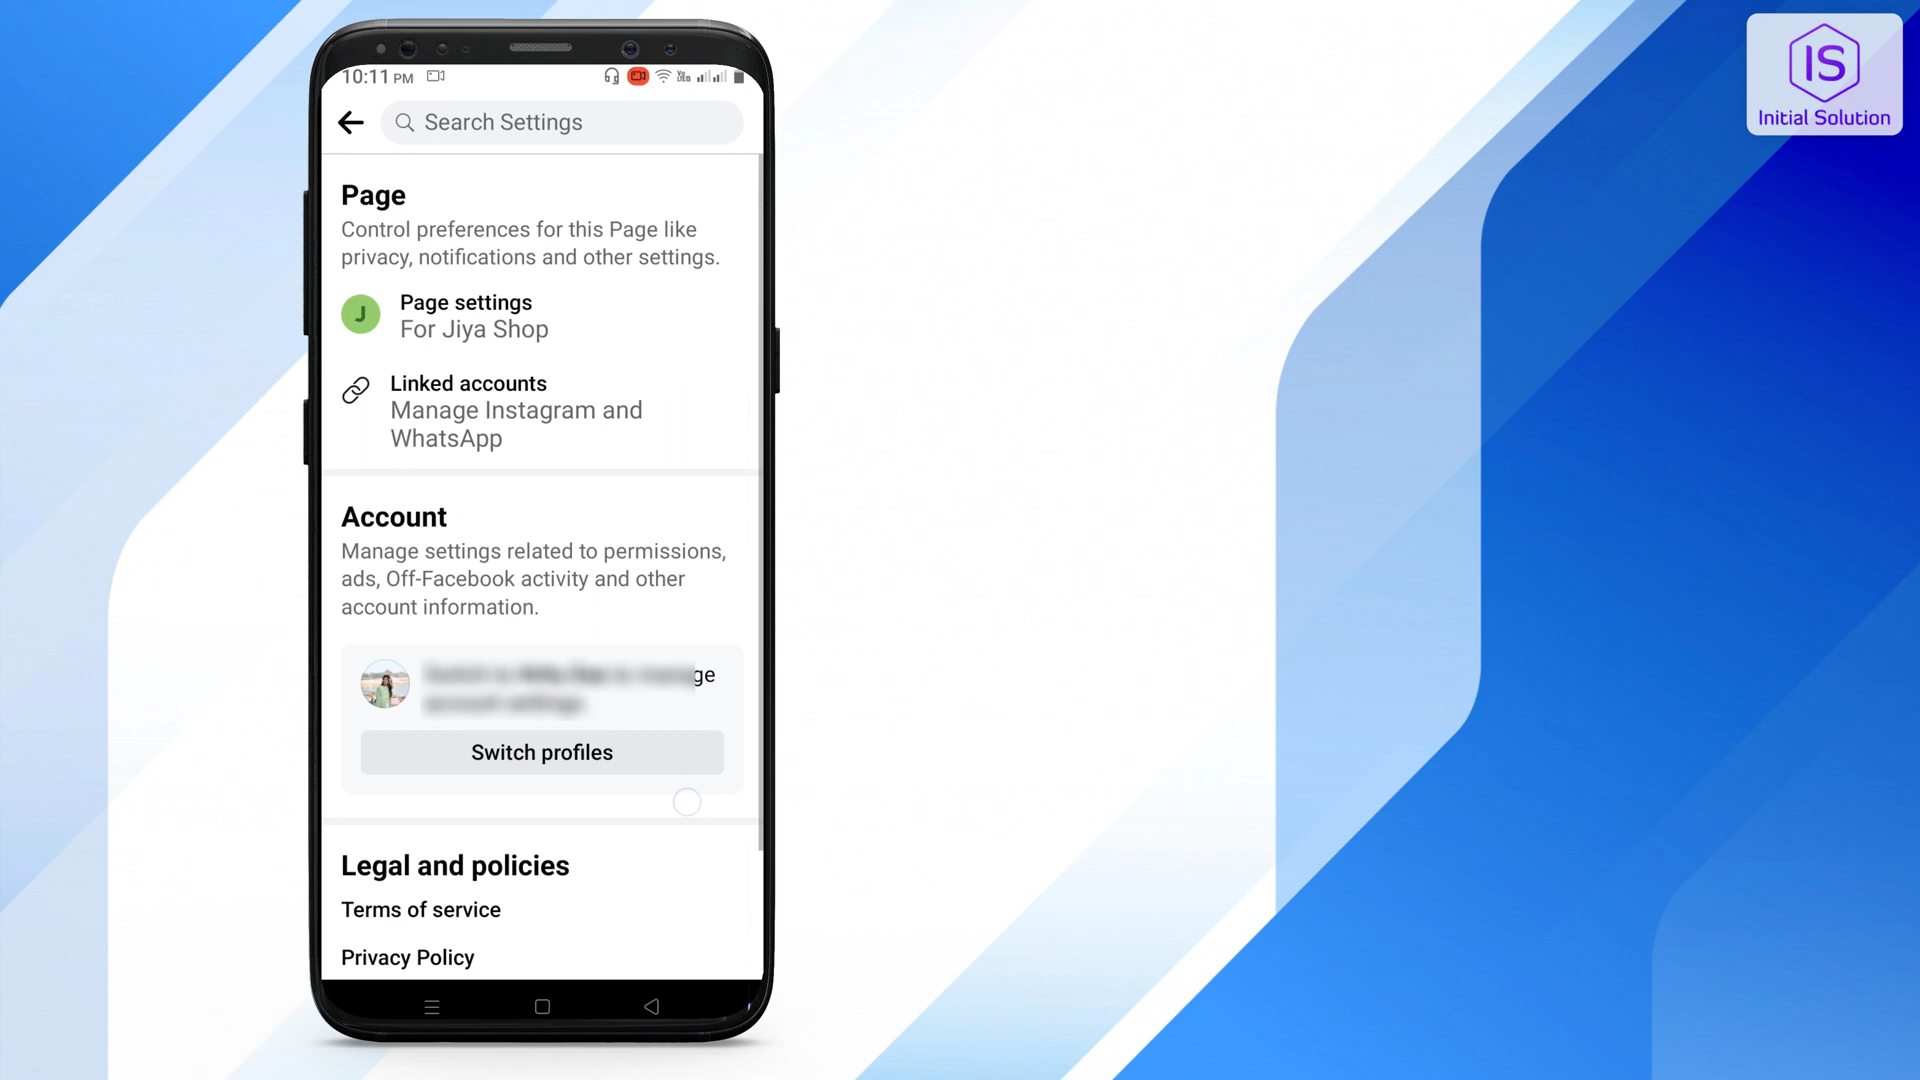 10:11 PM
Search Settings
Page
Control preferences for this Page like
privacy, notifications and other settings.
J
Page settings
For Jiya Shop
Linked accounts
Manage Instagram and
WhatsApp
Account
Manage settings related to permissions,
ads, Off-Facebook activity and other
account information.
Switch profiles
Legal and policies
Terms of service
Privacy Policy
IS
Initial Solution